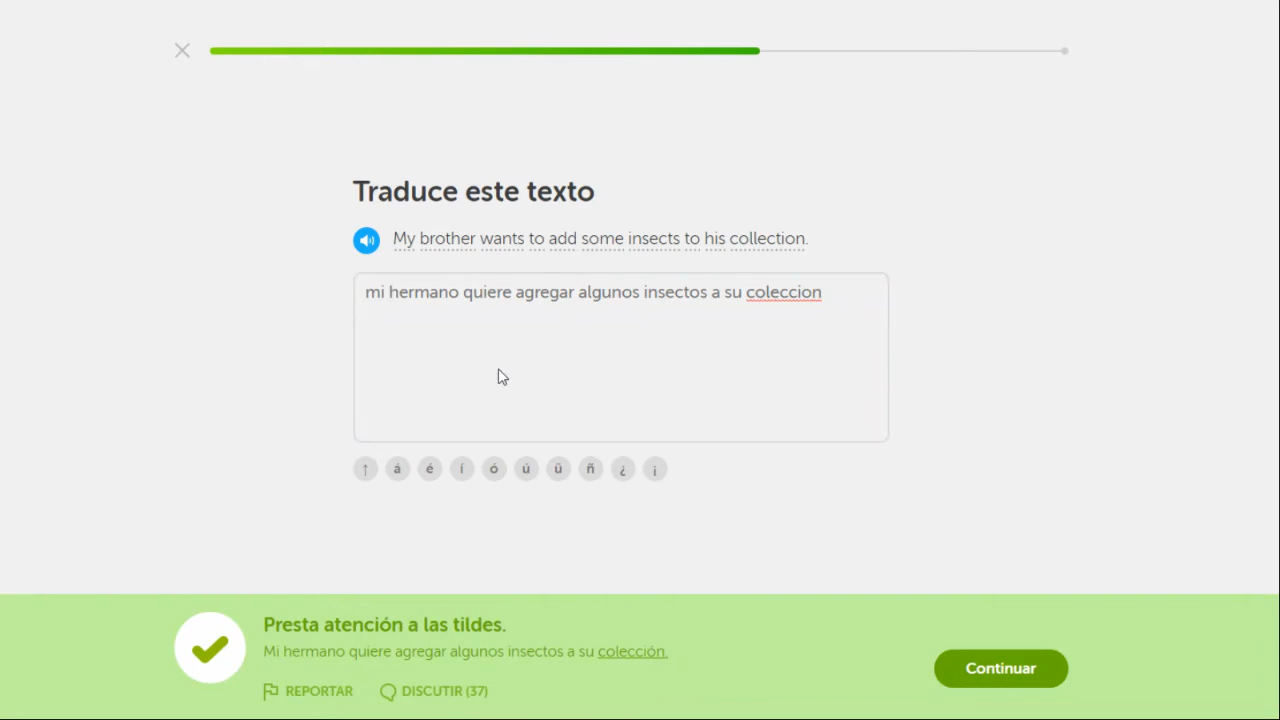 Traduce este texto
My brother wants to add some insects to his collection.
mi hermano quiere agregar algunos insectos a su coleccion
↑ á é í ó ú ü ñ ¿ ¡
Presta atención a las tildes.
Mi hermano quiere agregar algunos insectos a su colección.
Continuar
REPORTAR DISCUTIR (37)